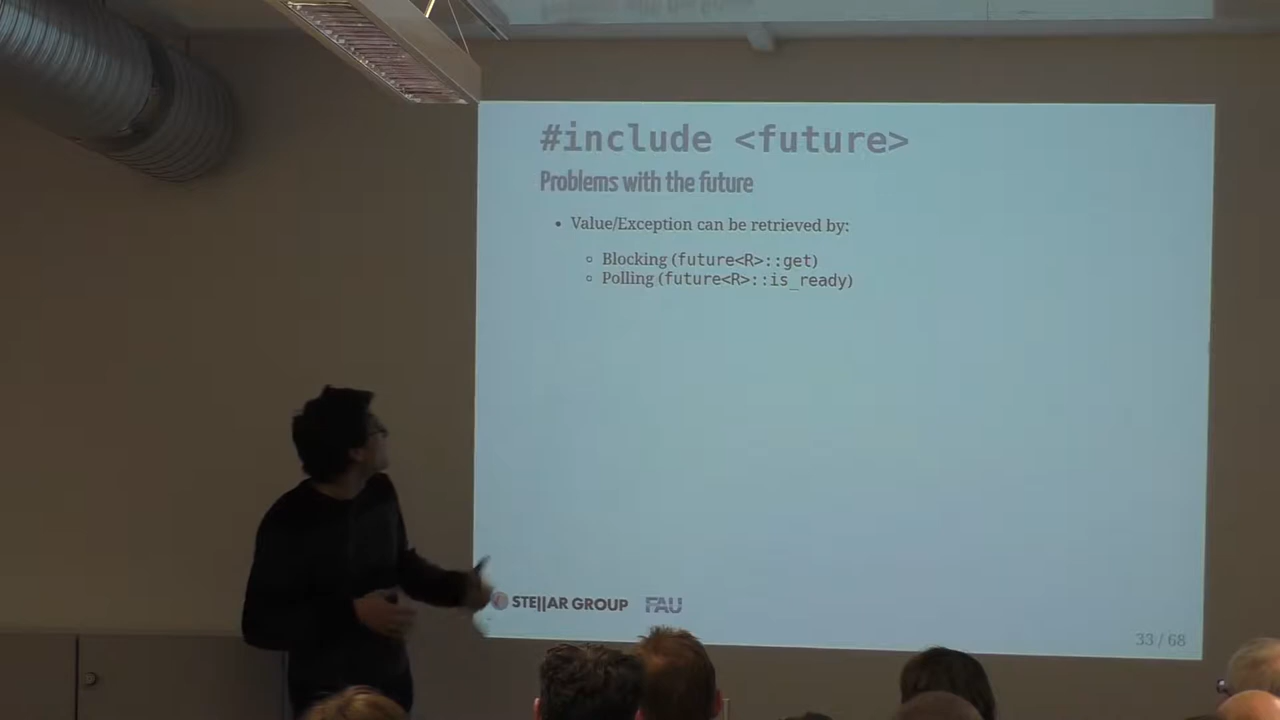 #include <future>
Problems with the future
• Value/Exception can be retrieved by:
◦ Blocking (future<R>::get)
◦ Polling (future<R>::is_ready)
STE||AR GROUP FAU
33 / 68